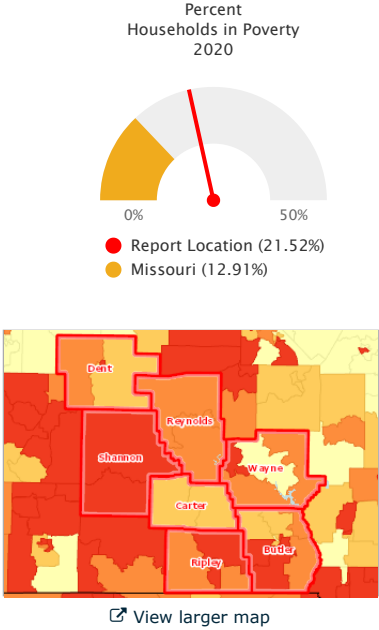 Percent
Households in Poverty
2020
0%
50%
Report Location (21.52%)
Missouri (12.91%)
Dent
Reynolds
Shannon
Wayne
Carter
Butler
Ripley
View larger map